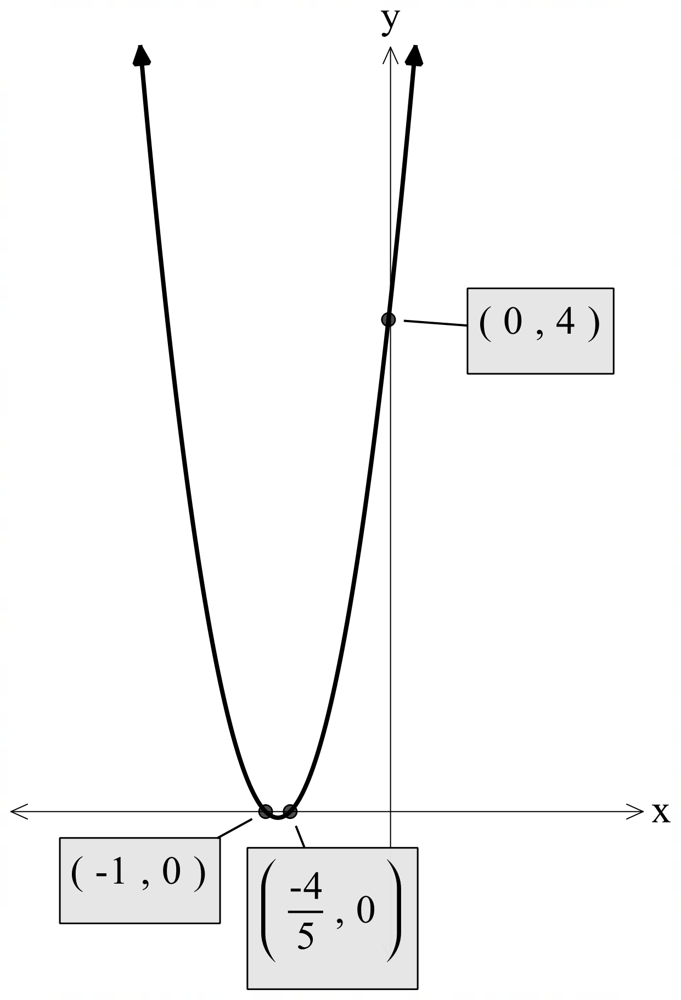 y
( 0 , 4 )
x
( -1 , 0 )
( -4/5 , 0 )